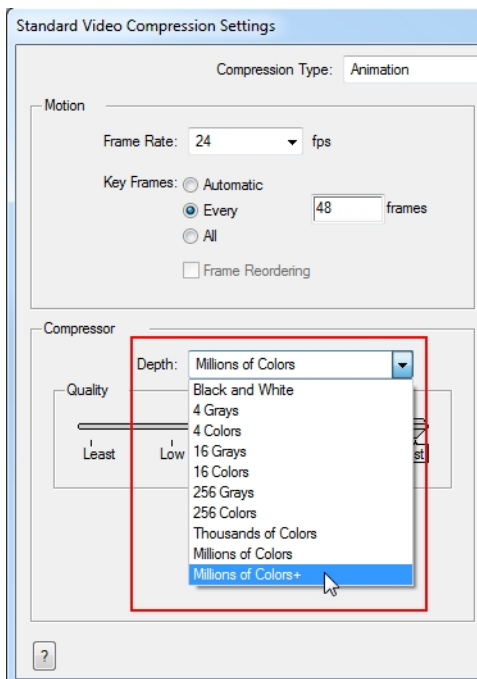 Standard Video Compression Settings
Compression Type: Animation
Motion
Frame Rate: 24 fps
Key Frames: Automatic
Every 48 frames
All
Frame Reordering
Compressor
Depth: Millions of Colors
Quality
Least Low st
Black and White
4 Grays
4 Colors
16 Grays
16 Colors
256 Grays
256 Colors
Thousands of Colors
Millions of Colors
Millions of Colors+
?